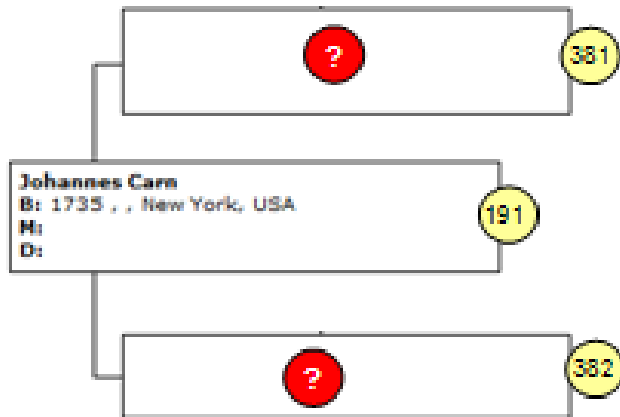 ?
381
Johannes Carn
B: 1735 , , New York, USA
M:
D:
191
?
382